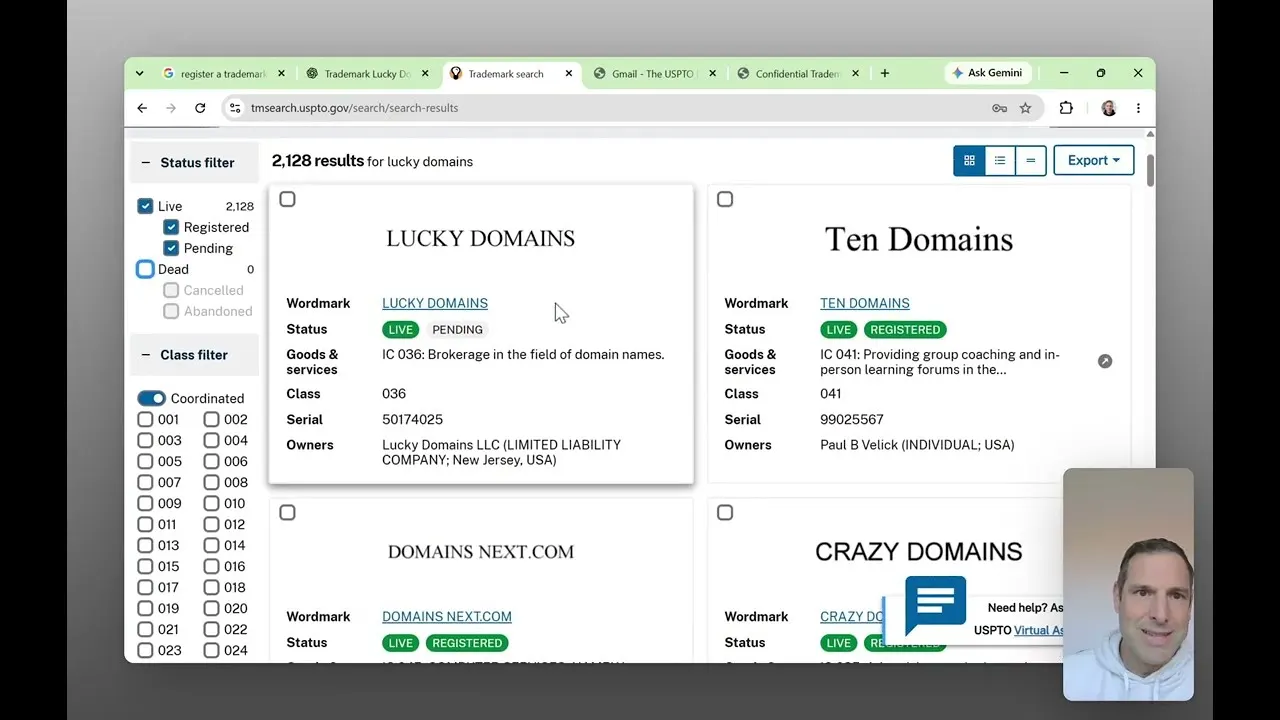 register a trademark
Trademark Lucky Do
Trademark search
Gmail - The USPTO
Confidential Tradem
Ask Gemini
tmsearch.uspto.gov/search/search-results
Status filter
2,128 results for lucky domains
Export
Live 2,128
Registered
Pending
Dead 0
Cancelled
Abandoned
Class filter
Coordinated
001 002
003 004
005 006
007 008
009 010
011 012
013 014
015 016
017 018
019 020
021 022
023 024
LUCKY DOMAINS
Wordmark LUCKY DOMAINS
Status LIVE PENDING
Goods & services IC 036: Brokerage in the field of domain names.
Class 036
Serial 50174025
Owners Lucky Domains LLC (LIMITED LIABILITY
COMPANY; New Jersey, USA)
Ten Domains
Wordmark TEN DOMAINS
Status LIVE REGISTERED
Goods & services IC 041: Providing group coaching and in-
person learning forums in the...
Class 041
Serial 99025567
Owners Paul B Velick (INDIVIDUAL; USA)
DOMAINS NEXT.COM
Wordmark DOMAINS NEXT.COM
Status LIVE REGISTERED
CRAZY DOMAINS
Wordmark CRAZY DO
Status LIVE REGISTERED
Need help? As
USPTO Virtual As